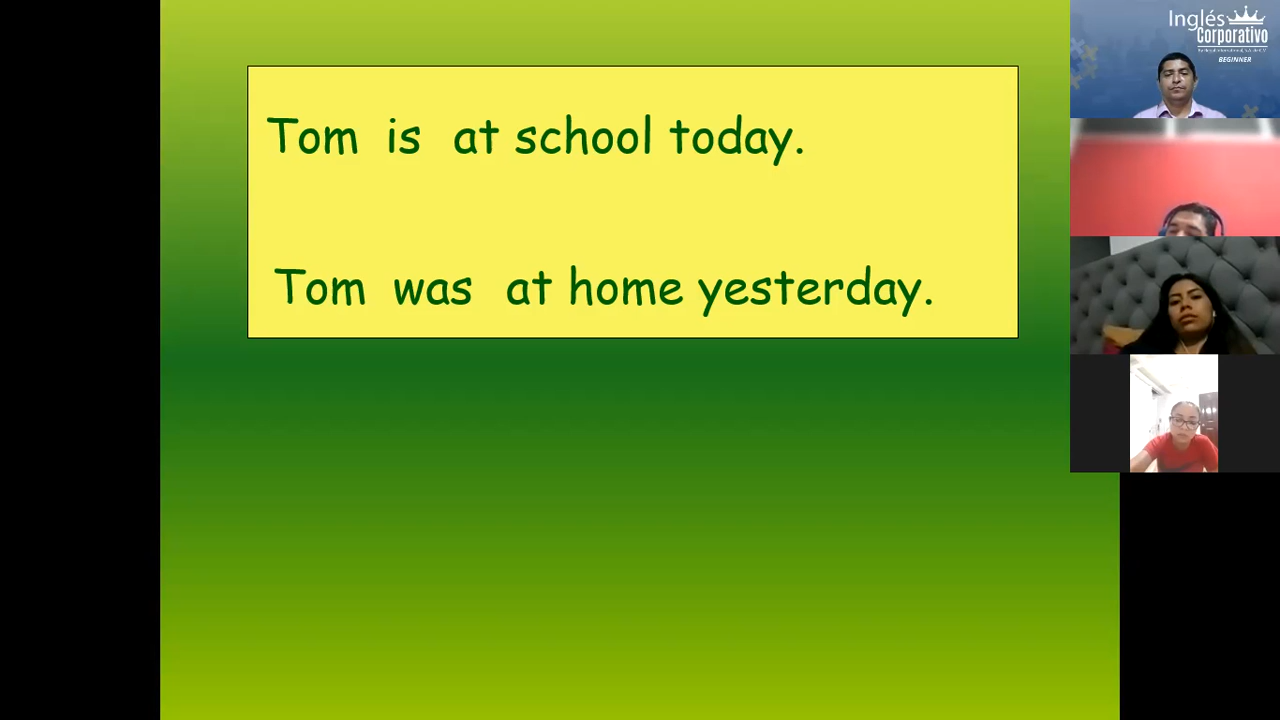 Tom is at school today.
Tom was at home yesterday.
Inglés
Corporativo
BEGINNER